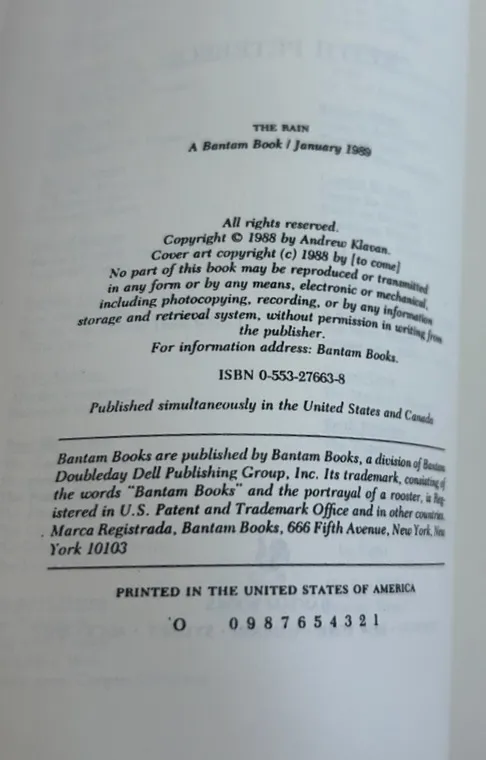 THE RAIN
A Bantam Book / January 1989
All rights reserved.
Copyright © 1988 by Andrew Klavan.
Cover art copyright (c) 1988 by [to come]
No part of this book may be reproduced or transmitted
in any form or by any means, electronic or mechanical,
including photocopying, recording, or by any information
storage and retrieval system, without permission in writing from
the publisher.
For information address: Bantam Books.
ISBN 0-553-27663-8
Published simultaneously in the United States and Canada
Bantam Books are published by Bantam Books, a division of Bantam
Doubleday Dell Publishing Group, Inc. Its trademark, consisting of
the words "Bantam Books" and the portrayal of a rooster, is Reg-
istered in U.S. Patent and Trademark Office and in other countries.
Marca Registrada, Bantam Books, 666 Fifth Avenue, New York, New
York 10103
PRINTED IN THE UNITED STATES OF AMERICA
O 0 9 8 7 6 5 4 3 2 1